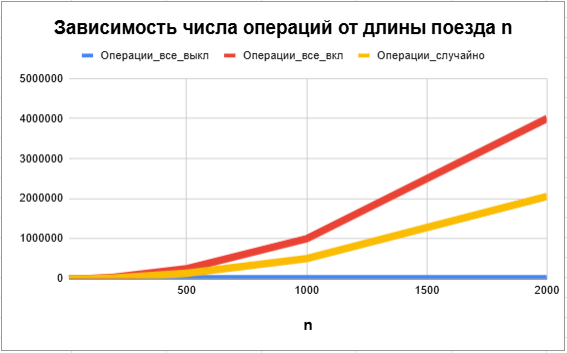 Зависимость числа операций от длины поезда n
Операции_все_выкл Операции_все_вкл Операции_случайно
5000000
4000000
3000000
2000000
1000000
0
500 1000 1500 2000
n